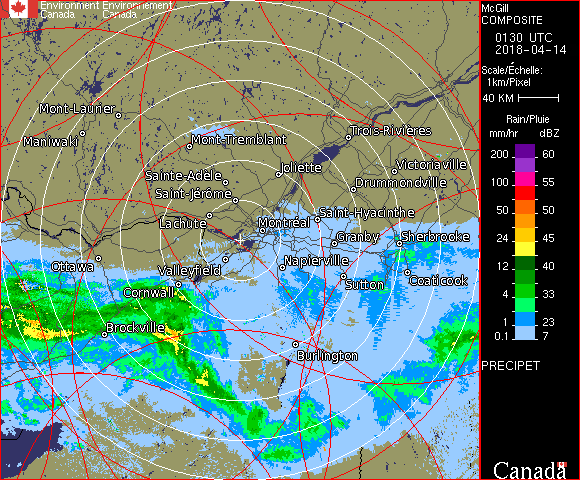 Environment Environnement
Canada Canada
McGill
COMPOSITE
0130 UTC
2018-04-14
Scale/Échelle:
1km/Pixel
40 KM
Rain/Pluie
mm/hr dBZ
200 60
100 55
50 50
24 45
12 40
4 33
1 23
0.1 7
PRECIPET
Canada
Mont-Laurier
Maniwaki
Mont-Tremblant
Trois-Rivières
Joliette
Victoriaville
Sainte-Adèle
Drummondville
Saint-Jérôme
Lachute
Saint-Hyacinthe
Montréal
Granby
Sherbrooke
Ottawa
Valleyfield
Napierville
Sutton
Coaticook
Cornwall
Brockville
Burlington